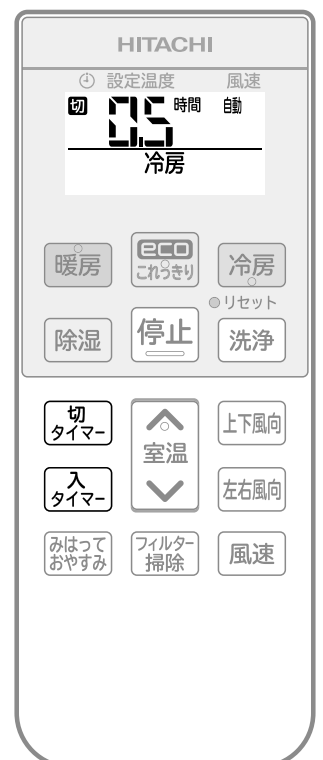 HITACHI
設定温度 風速
切 0.5 時間 自動
冷房
暖房 eco これっきり 冷房
リセット
除湿 停止 洗浄
切タイマー 室温 上下風向
入タイマー 左右風向
みはっておやすみ フィルター掃除 風速